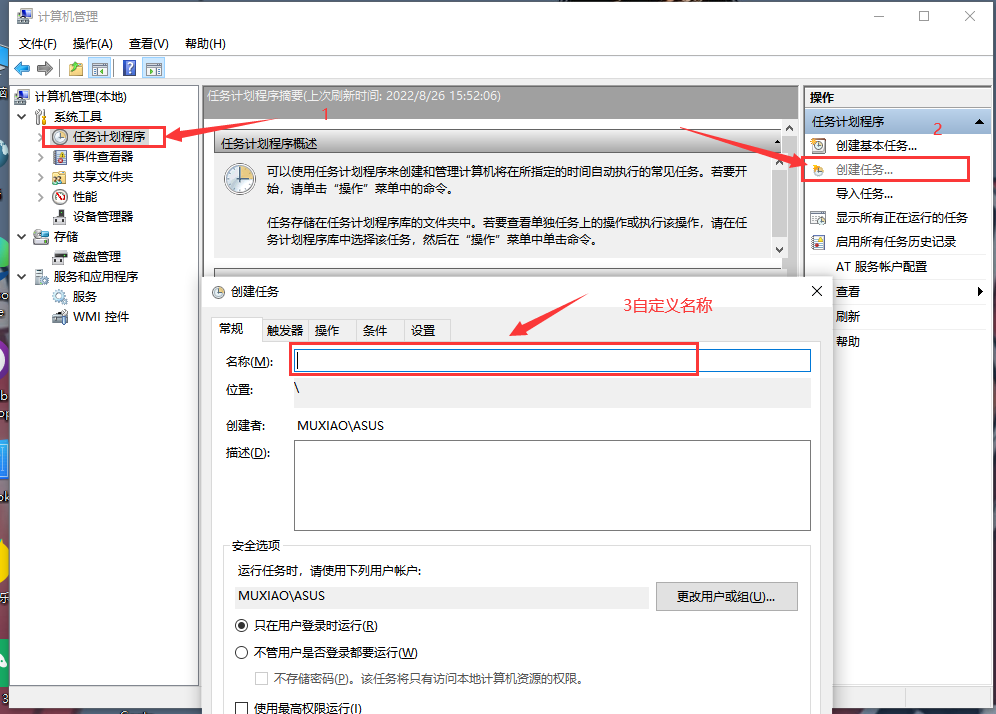 计算机管理
文件(F) 操作(A) 查看(V) 帮助(H)
计算机管理(本地)
系统工具
任务计划程序
事件查看器
共享文件夹
性能
设备管理器
存储
磁盘管理
服务和应用程序
服务
WMI 控件
任务计划程序摘要(上次刷新时间: 2022/8/26 15:52:06)
1
任务计划程序概述
可以使用任务计划程序来创建和管理计算机将在所指定的时间自动执行的常见任务。若要开
始，请单击“操作”菜单中的命令。
任务存储在任务计划程序库的文件夹中。若要查看单独任务上的操作或执行该操作，请在任
务计划程序库中选择该任务，然后在“操作”菜单中单击命令。
操作
任务计划程序
2
创建基本任务...
创建任务...
导入任务...
显示所有正在运行的任务
启用所有任务历史记录
AT 服务帐户配置
查看
刷新
帮助
创建任务
3自定义名称
常规 触发器 操作 条件 设置
名称(M):
位置: \
创建者: MUXIAO\ASUS
描述(D):
安全选项
运行任务时，请使用下列用户帐户:
MUXIAO\ASUS
更改用户或组(U)...
只在用户登录时运行(R)
不管用户是否登录都要运行(W)
不存储密码(P)。该任务将只有访问本地计算机资源的权限。
使用最高权限运行(I)